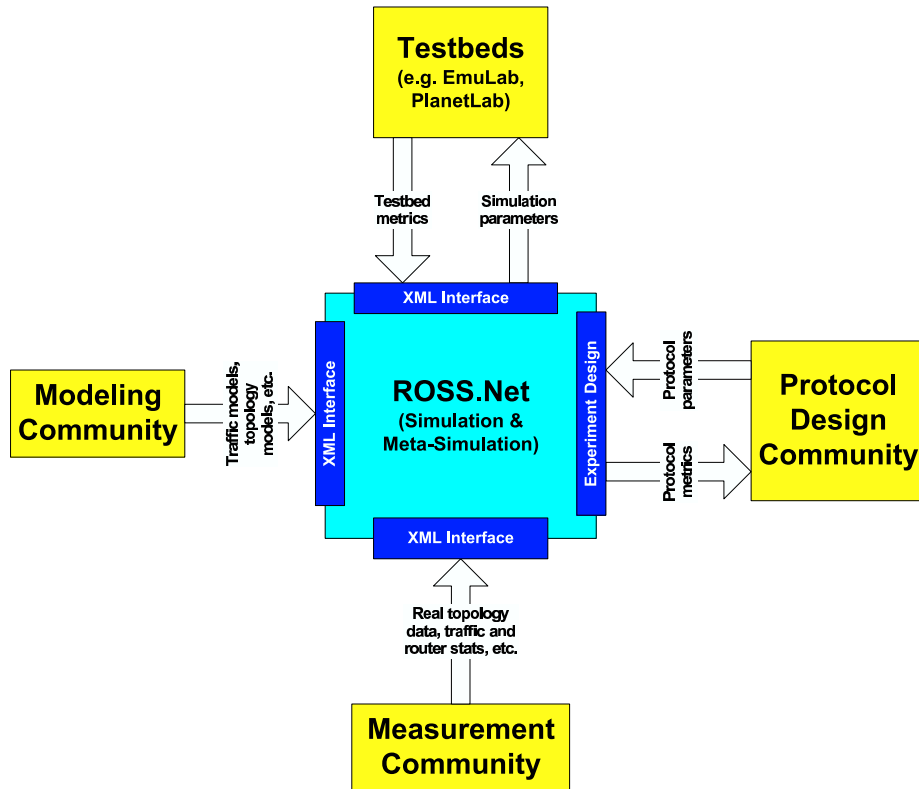 Testbeds
(e.g. EmuLab,
PlanetLab)
Testbed
metrics
Simulation
parameters
XML Interface
Modeling
Community
Traffic models,
topology
models, etc.
XML Interface
ROSS.Net
(Simulation &
Meta-Simulation)
Experiment Design
Protocol
parameters
Protocol
metrics
Protocol
Design
Community
XML Interface
Real topology
data, traffic and
router stats, etc.
Measurement
Community